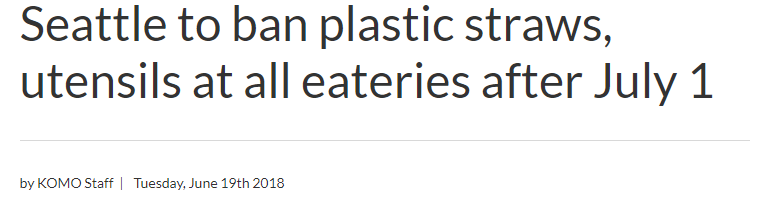 Seattle to ban plastic straws,
utensils at all eateries after July 1
by KOMO Staff | Tuesday, June 19th 2018